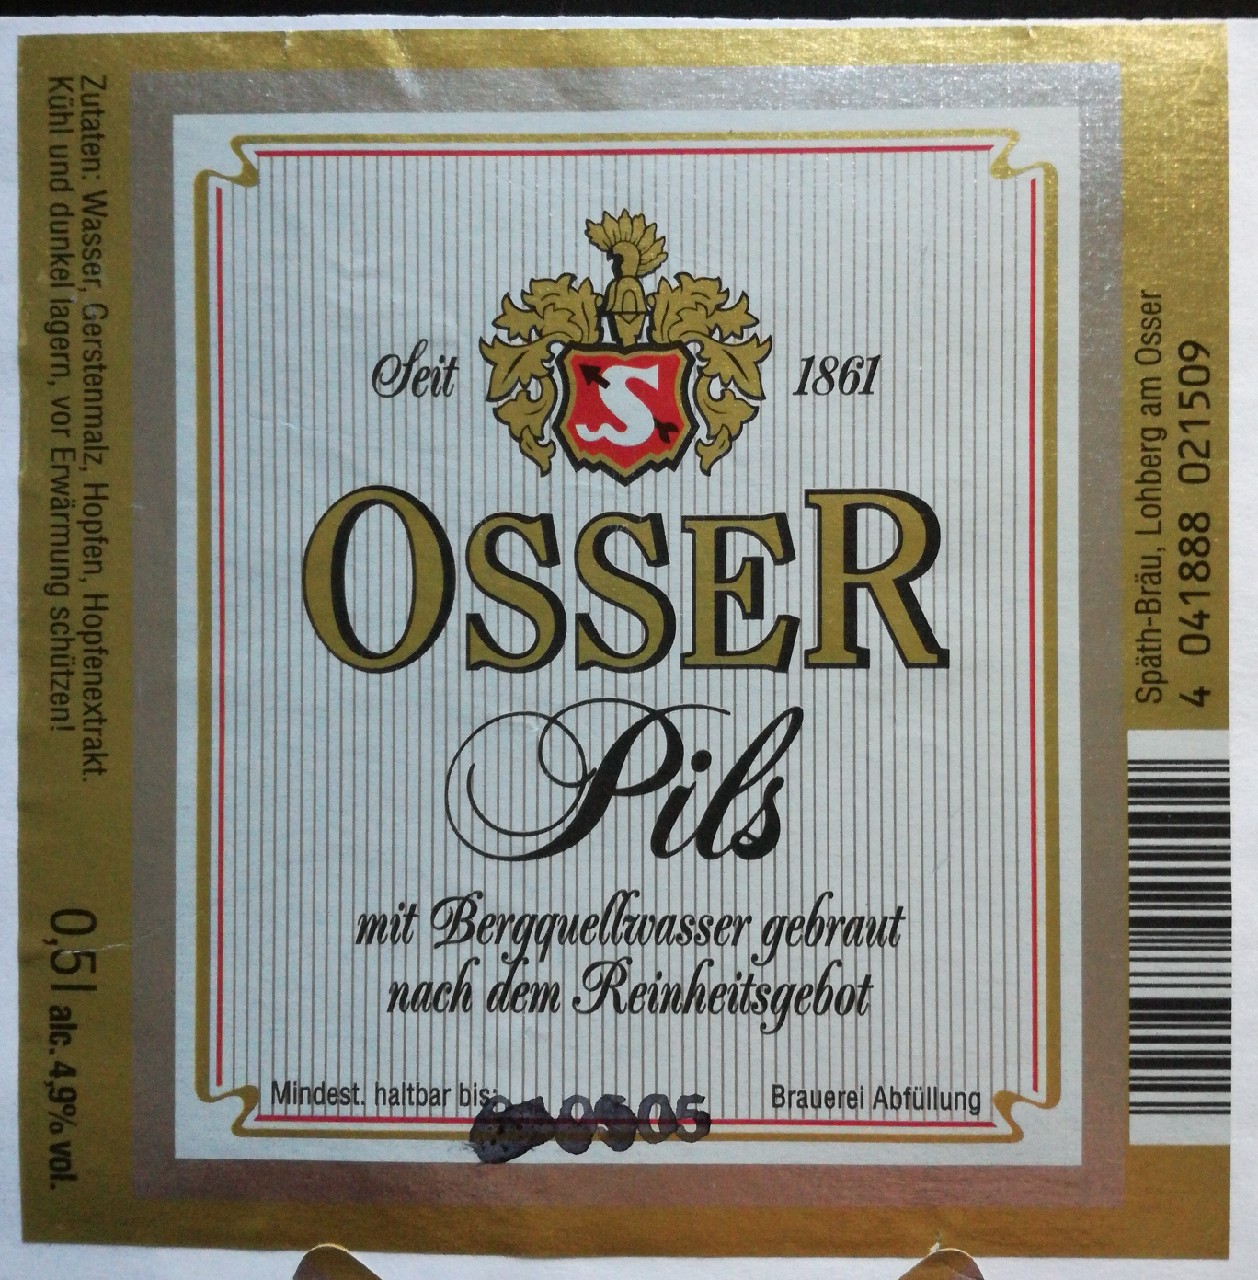 Zutaten: Wasser, Gerstenmalz, Hopfen, Hopfenextrakt.
Kühl und dunkel lagern, vor Erwärmung schützen!
0,5 l alc. 4,9% vol.
Seit 1861
S
OSSER
Pils
mit Bergquellwasser gebraut
nach dem Reinheitsgebot
Mindest. haltbar bis:
0505
Brauerei Abfüllung
Späth-Bräu, Lohberg am Osser
4 041888 021509